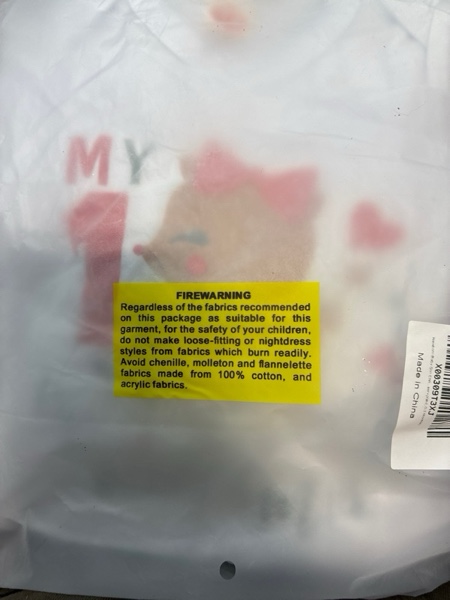 MY
1
FIREWARNING
Regardless of the fabrics recommended
on this package as suitable for this
garment, for the safety of your children,
do not make loose-fitting or nightdress
styles from fabrics which burn readily.
Avoid chenille, molleton and flannelette
fabrics made from 100% cotton, and
acrylic fabrics.
X00309T3X3
Made in China